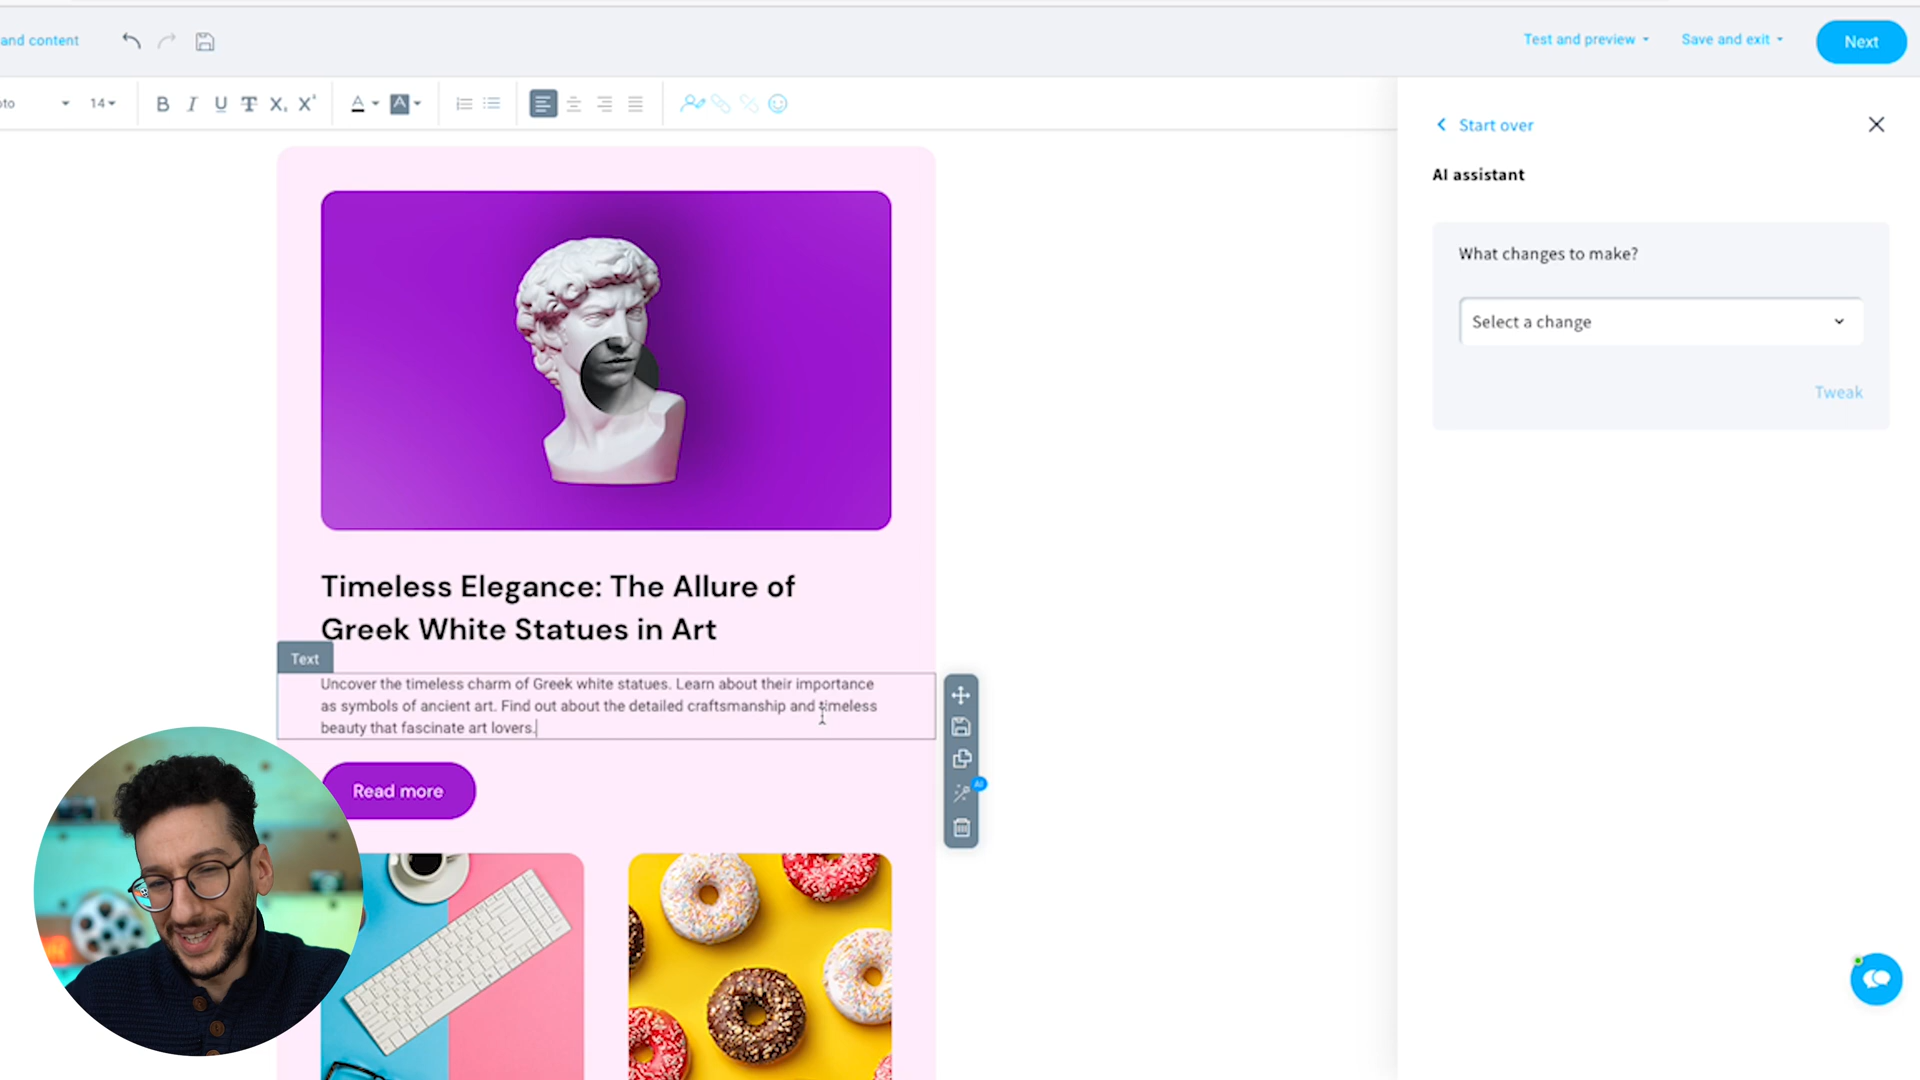 and content
Test and preview
Save and exit
Next
14
B I U T X X
A A
Start over
AI assistant
What changes to make?
Select a change
Tweak
Timeless Elegance: The Allure of
Greek White Statues in Art
Text
Uncover the timeless charm of Greek white statues. Learn about their importance
as symbols of ancient art. Find out about the detailed craftsmanship and timeless
beauty that fascinate art lovers.
AI
Read more